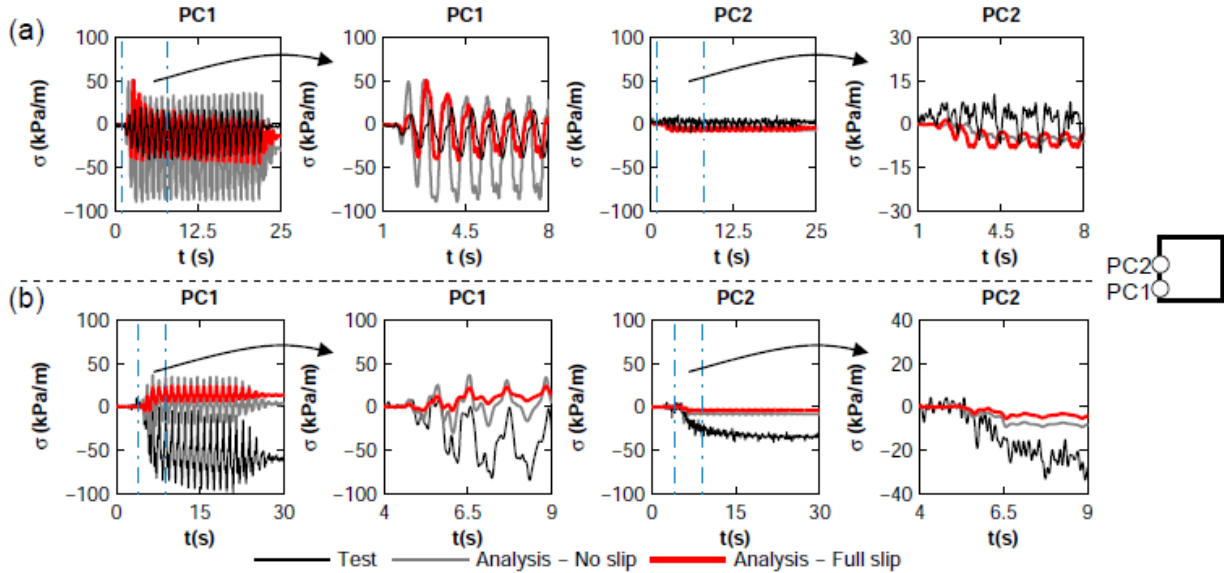 (a)
PC1 PC1 PC2 PC2
σ (kPa/m) σ (kPa/m) σ (kPa/m) σ (kPa/m)
100 100 100 30
50 50 50 15
0 0 0 0
−50 −50 −50 −15
−100 −100 −100 −30
0 12.5 25 1 4.5 8 0 12.5 25 1 4.5 8
t (s) t (s) t (s) t (s)
PC2
PC1
(b)
PC1 PC1 PC2 PC2
σ (kPa/m) σ (kPa/m) σ (kPa/m) σ (kPa/m)
100 100 100 40
50 50 50 20
0 0 0 0
−50 −50 −50 −20
−100 −100 −100 −40
0 15 30 4 6.5 9 0 15 30 4 6.5 9
t(s) t(s) t(s) t(s)
Test Analysis – No slip Analysis – Full slip